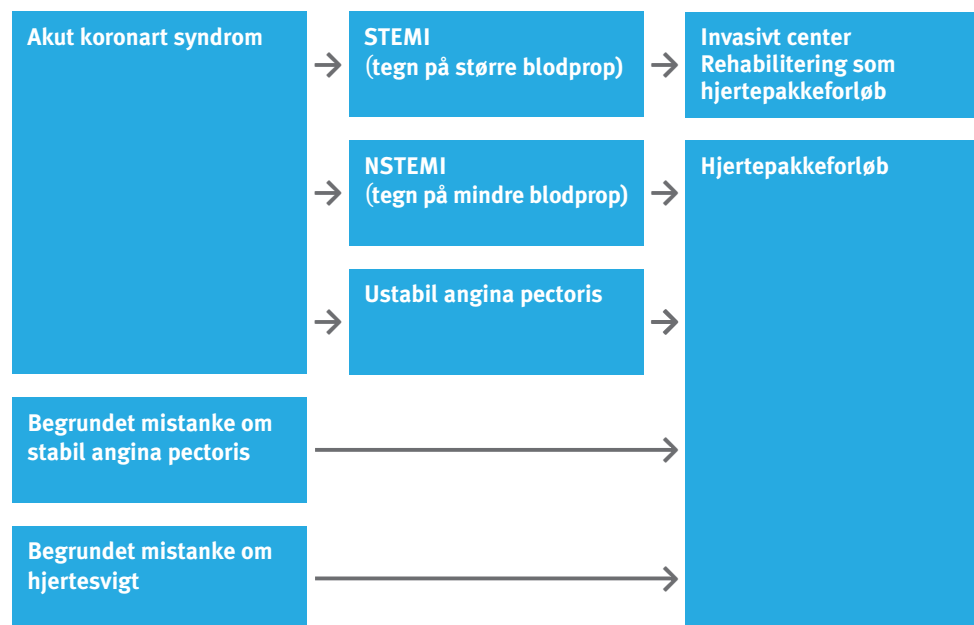 Akut koronart syndrom
STEMI
(tegn på større blodprop)
Invasivt center
Rehabilitering som
hjertepakkeforløb
NSTEMI
(tegn på mindre blodprop)
Hjertepakkeforløb
Ustabil angina pectoris
Begrundet mistanke om
stabil angina pectoris
Begrundet mistanke om
hjertesvigt